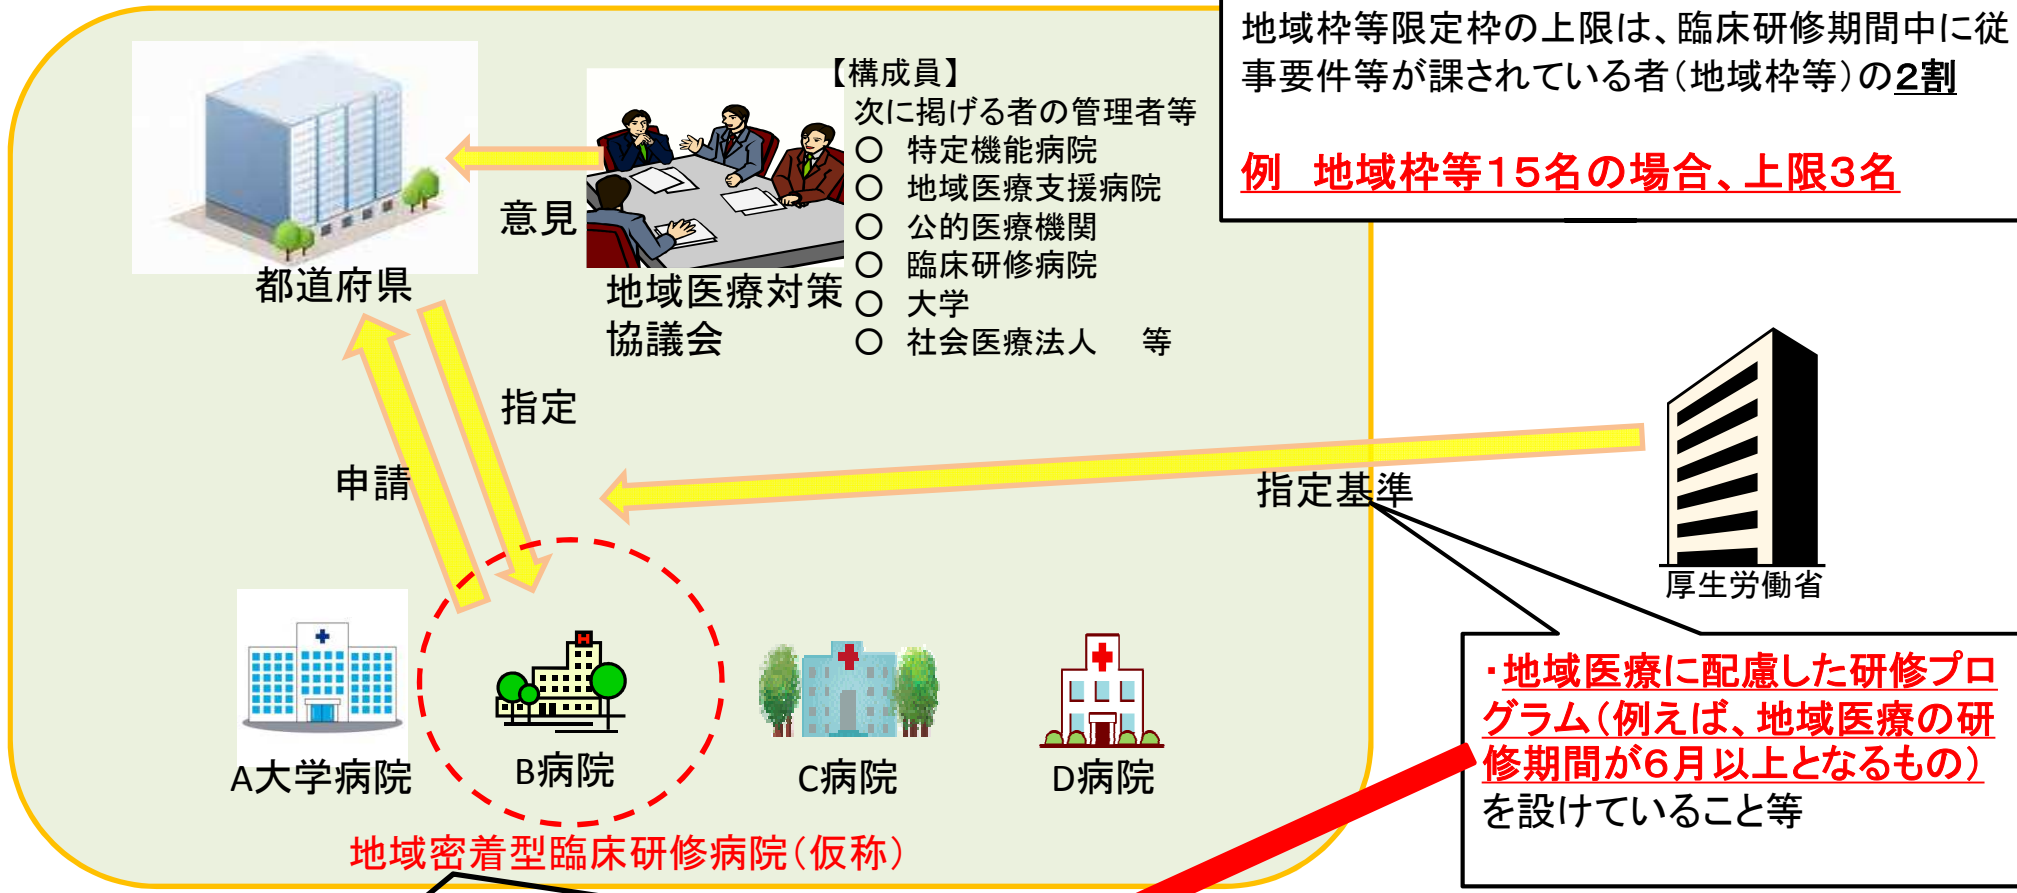 地域枠等限定枠の上限は、臨床研修期間中に従
事要件等が課されている者（地域枠等）の２割
例　地域枠等１５名の場合、上限３名
【構成員】
次に掲げる者の管理者等
○　特定機能病院
○　地域医療支援病院
○　公的医療機関
○　臨床研修病院
○　大学
○　社会医療法人　等
意見
都道府県
地域医療対策
協議会
指定
申請
指定基準
厚生労働省
・地域医療に配慮した研修プロ
グラム（例えば、地域医療の研
修期間が６月以上となるもの）
を設けていること等
H
A大学病院
B病院
C病院
D病院
地域密着型臨床研修病院（仮称）